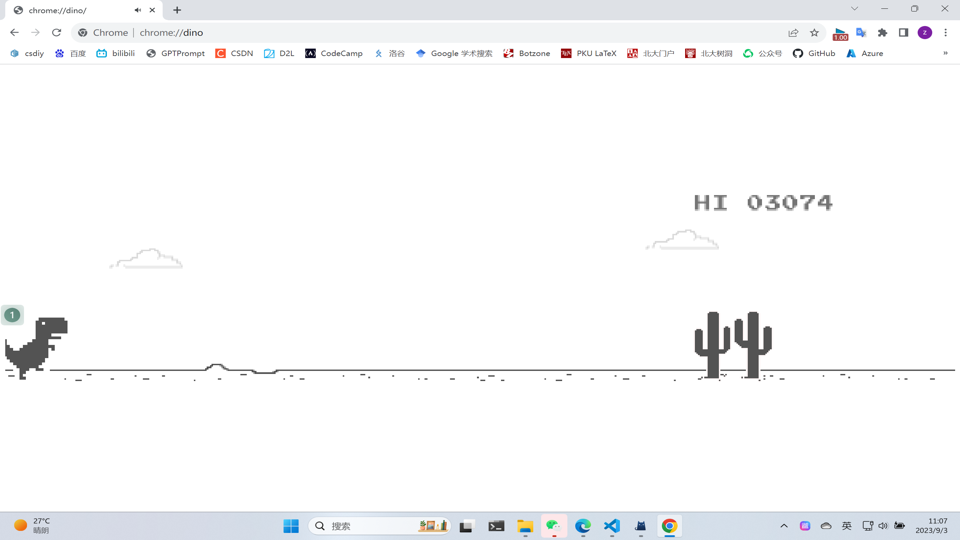 chrome://dino/
Chrome | chrome://dino
1.00
z
csdiy 百度 bilibili GPTPrompt CSDN D2L CodeCamp 洛谷 Google 学术搜索 Botzone PKU LaTeX 北大门户 北大树洞 公众号 GitHub Azure »
HI 03074
1
27°C
晴朗
搜索
英
11:07
2023/9/3